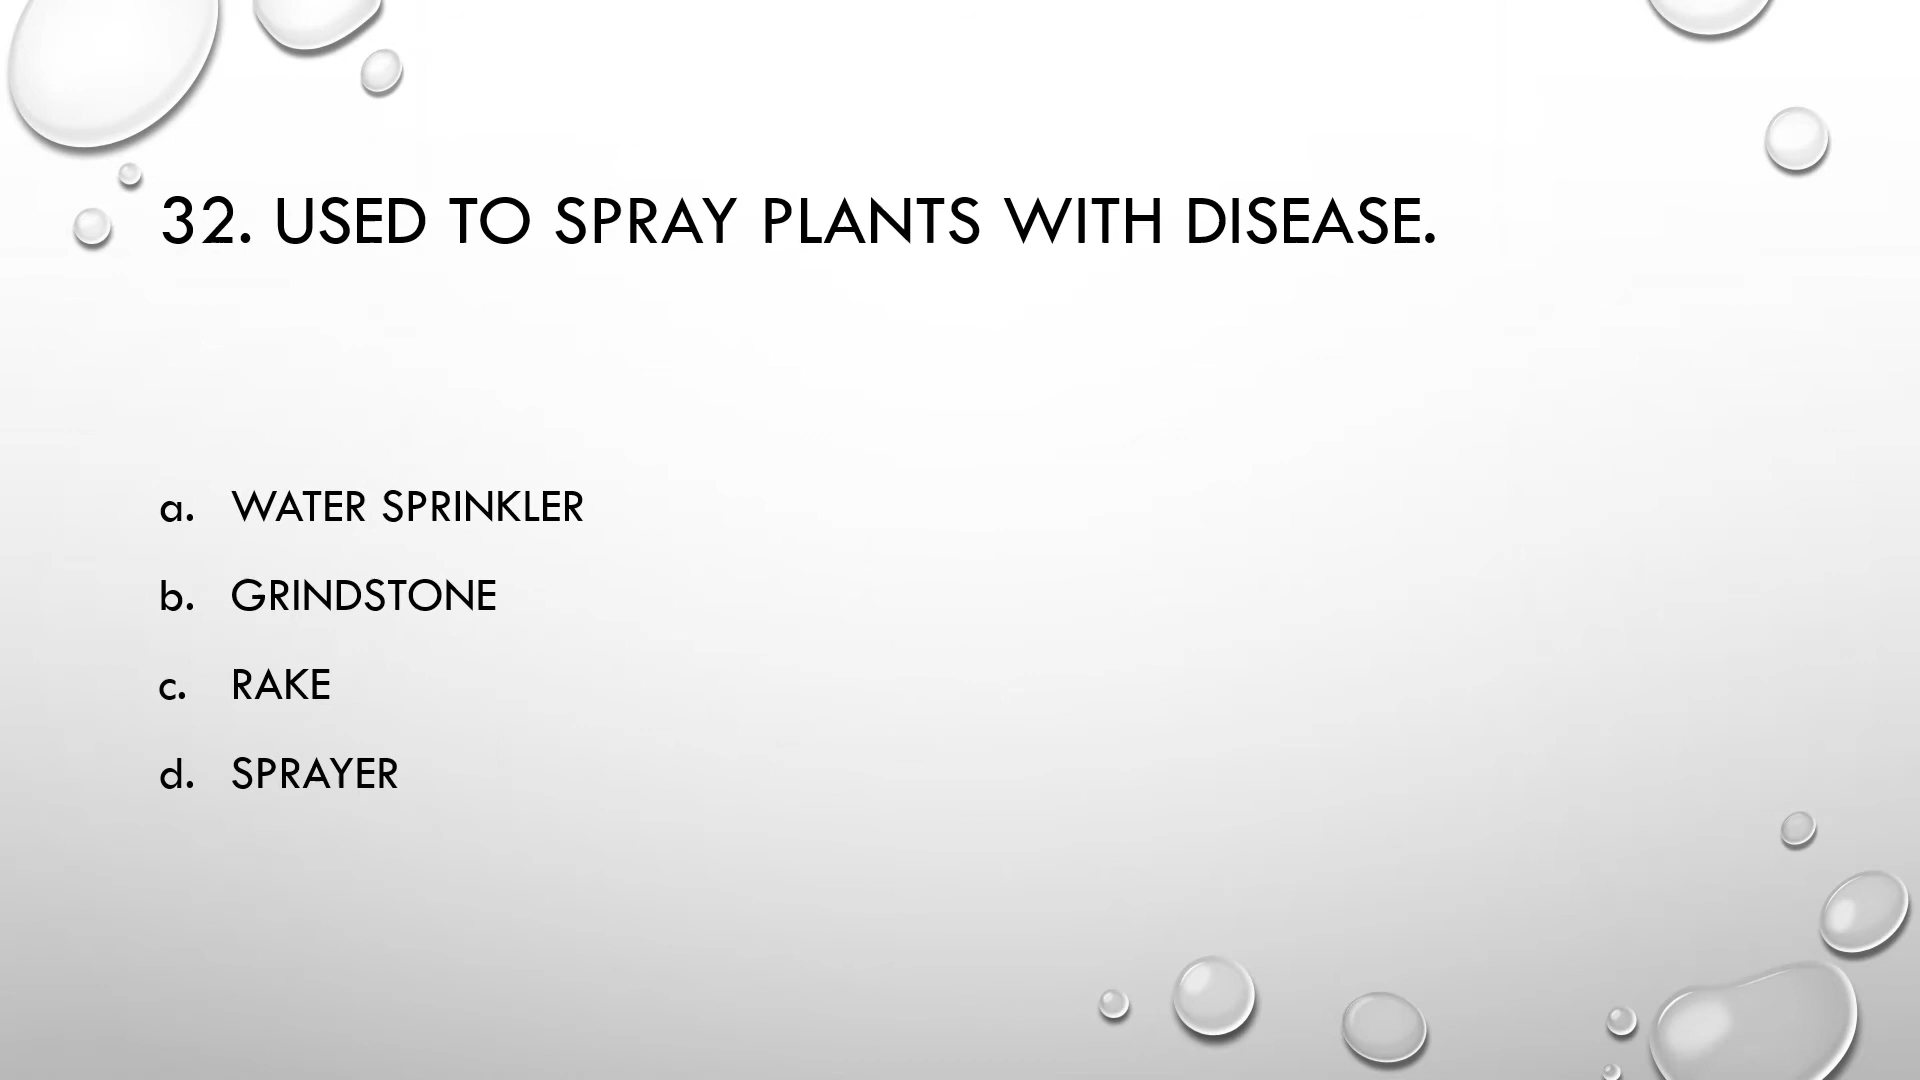 32. USED TO SPRAY PLANTS WITH DISEASE.
a. WATER SPRINKLER
b. GRINDSTONE
c. RAKE
d. SPRAYER